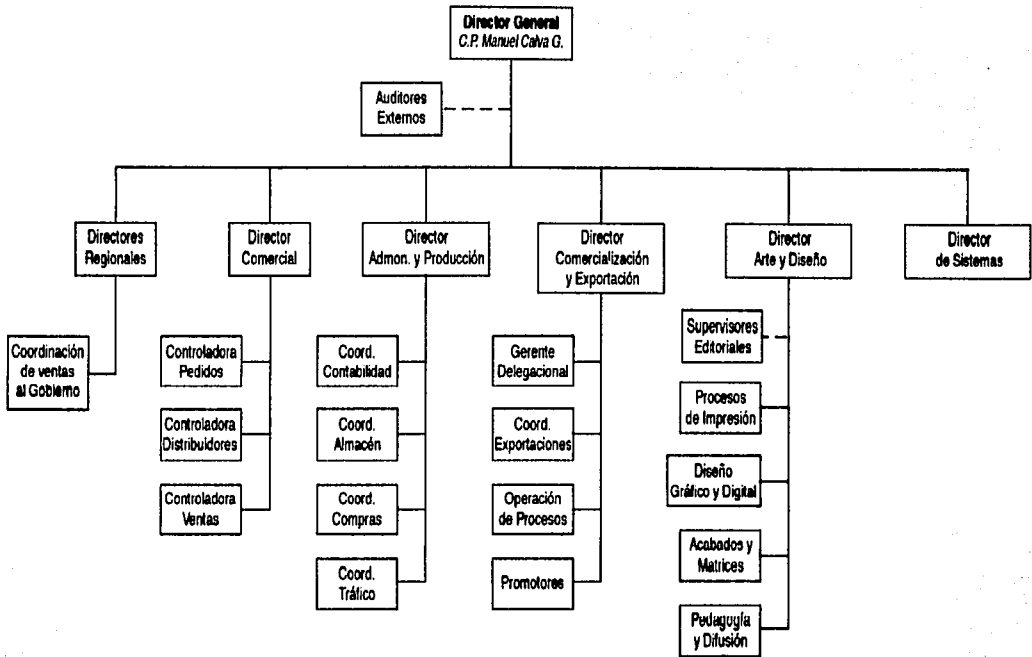 Director General
C.P. Manuel Calva G.
Auditores
Externos
Directores
Regionales
Director
Comercial
Director
Admon. y Producción
Director
Comercialización
y Exportación
Director
Arte y Diseño
Director
de Sistemas
Coordinación
de ventas
al Gobierno
Controladora
Pedidos
Controladora
Distribuidores
Controladora
Ventas
Coord.
Contabilidad
Coord.
Almacén
Coord.
Compras
Coord.
Tráfico
Gerente
Delegacional
Coord.
Exportaciones
Operación
de Procesos
Promotores
Supervisores
Editoriales
Procesos
de Impresión
Diseño
Gráfico y Digital
Acabados y
Matrices
Pedagogía
y Difusión